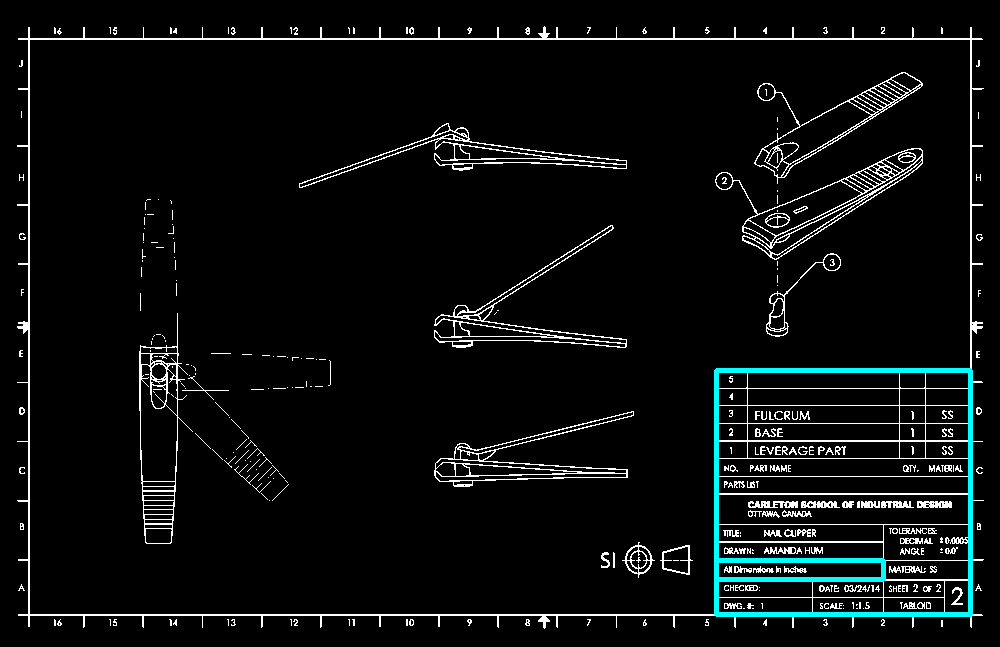 16 15 14 13 12 11 10 9 8 7 6 5 4 3 2 1
J J
I I
H H
G G
F F
E E
D D
C C
B B
A A
1
2
3
5
4
3 FULCRUM 1 SS
2 BASE 1 SS
1 LEVERAGE PART 1 SS
NO. PART NAME QTY. MATERIAL
PARTS LIST
CARLETON SCHOOL OF INDUSTRIAL DESIGN
OTTAWA, CANADA
TITLE: NAIL CLIPPER
TOLERANCES:
DECIMAL ±0.0005
ANGLE ±0.0°
DRAWN: AMANDA HUM
All Dimensions in Inches
MATERIAL: SS
CHECKED: DATE: 03/24/14 SHEET 2 OF 2
2
DWG. #: 1 SCALE: 1:1.5 TABLOID
SI
16 15 14 13 12 11 10 9 8 7 6 5 4 3 2 1